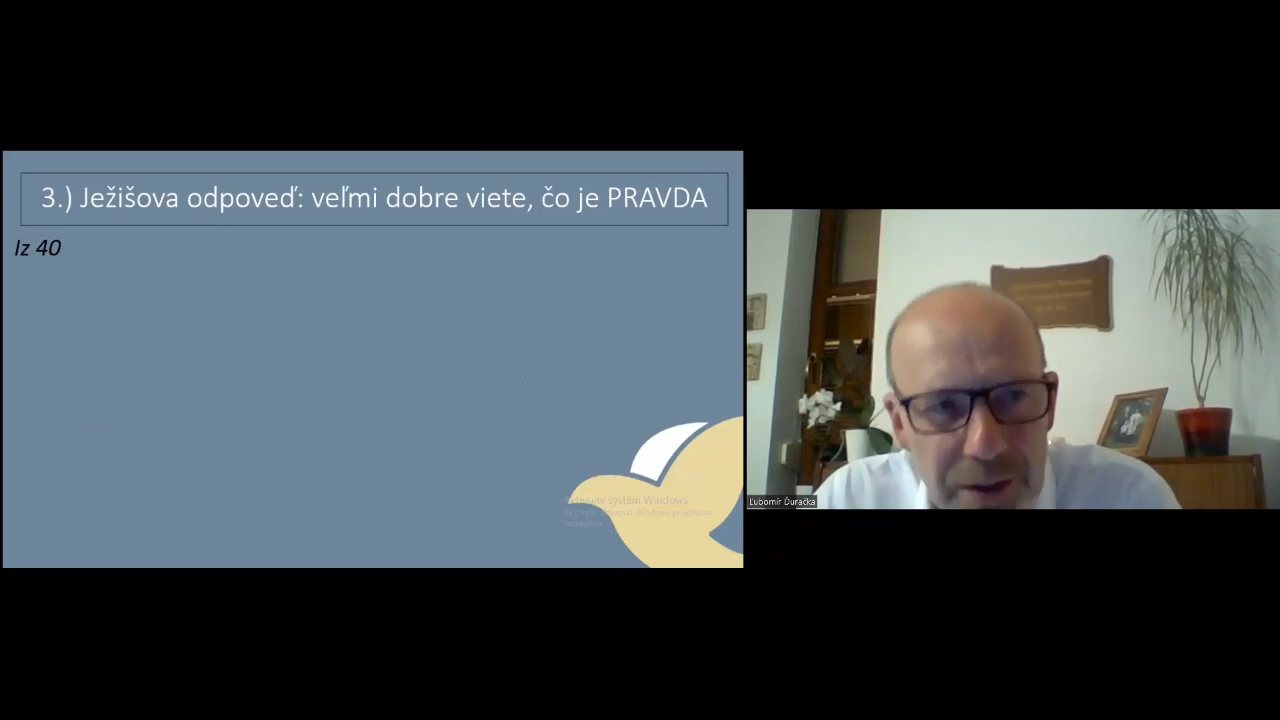 3.) Ježišova odpoveď: veľmi dobre viete, čo je PRAVDA
Iz 40
Aktivujte systém Windows
Ľubomír Ďuračka